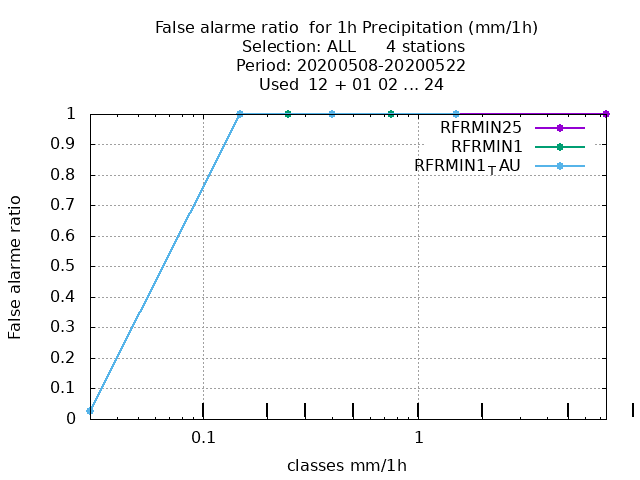 False alarme ratio  for 1h Precipitation (mm/1h)
Selection: ALL      4 stations
Period: 20200508-20200522
Used  12 + 01 02 ... 24
RFRMIN25
RFRMIN1
RFRMIN1TAU
1
0.9
0.8
0.7
0.6
0.5
0.4
0.3
0.2
0.1
0
False alarme ratio
0.1 1
classes mm/1h